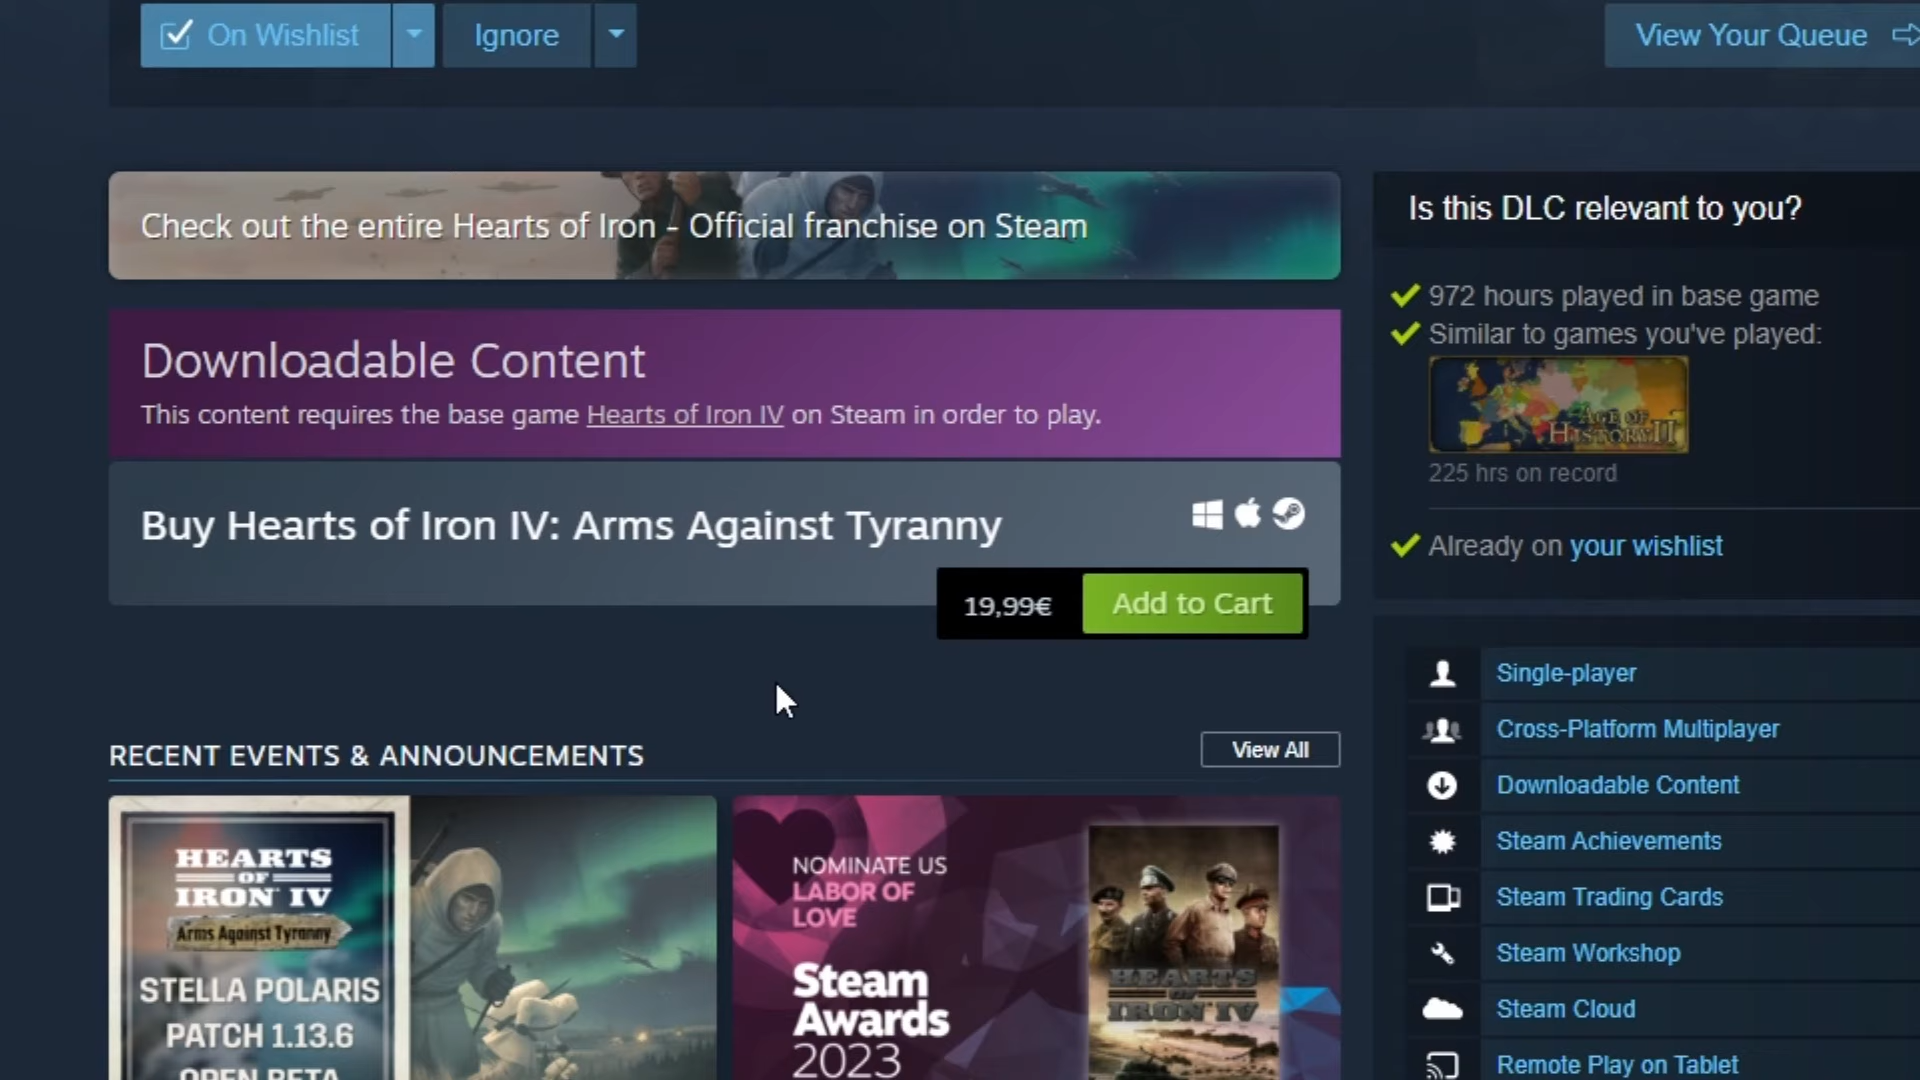 On Wishlist
Ignore
View Your Queue
Check out the entire Hearts of Iron - Official franchise on Steam
Downloadable Content
This content requires the base game Hearts of Iron IV on Steam in order to play.
Buy Hearts of Iron IV: Arms Against Tyranny
19,99€
Add to Cart
RECENT EVENTS & ANNOUNCEMENTS
View All
HEARTS
OF
IRON IV
Arms Against Tyranny
STELLA POLARIS
PATCH 1.13.6
OPEN BETA
NOMINATE US
LABOR OF
LOVE
Steam
Awards
2023
HEARTS
OF
IRON IV
Is this DLC relevant to you?
972 hours played in base game
Similar to games you've played:
AGE OF
HISTORY II
225 hrs on record
Already on your wishlist
Single-player
Cross-Platform Multiplayer
Downloadable Content
Steam Achievements
Steam Trading Cards
Steam Workshop
Steam Cloud
Remote Play on Tablet